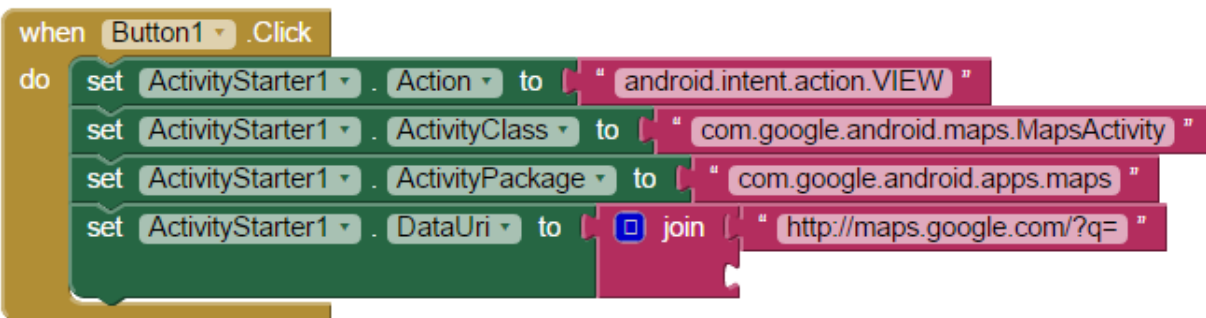 when Button1 .Click
do set ActivityStarter1 . Action to " android.intent.action.VIEW "
set ActivityStarter1 . ActivityClass to " com.google.android.maps.MapsActivity "
set ActivityStarter1 . ActivityPackage to " com.google.android.apps.maps "
set ActivityStarter1 . DataUri to join " http://maps.google.com/?q= "